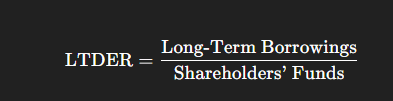 LTDER = Long-Term Borrowings
Shareholders’ Funds